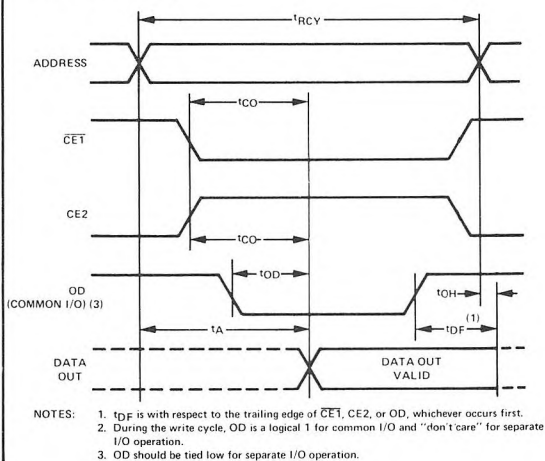 tRCY
ADDRESS
tCO
CE1
CE2
tCO
OD
(COMMON I/O) (3)
tOD
tOH
(1)
tDF
tA
DATA
OUT
DATA OUT
VALID
NOTES: 1. tDF is with respect to the trailing edge of CE1, CE2, or OD, whichever occurs first.
2. During the write cycle, OD is a logical 1 for common I/O and "don't care" for separate
I/O operation.
3. OD should be tied low for separate I/O operation.